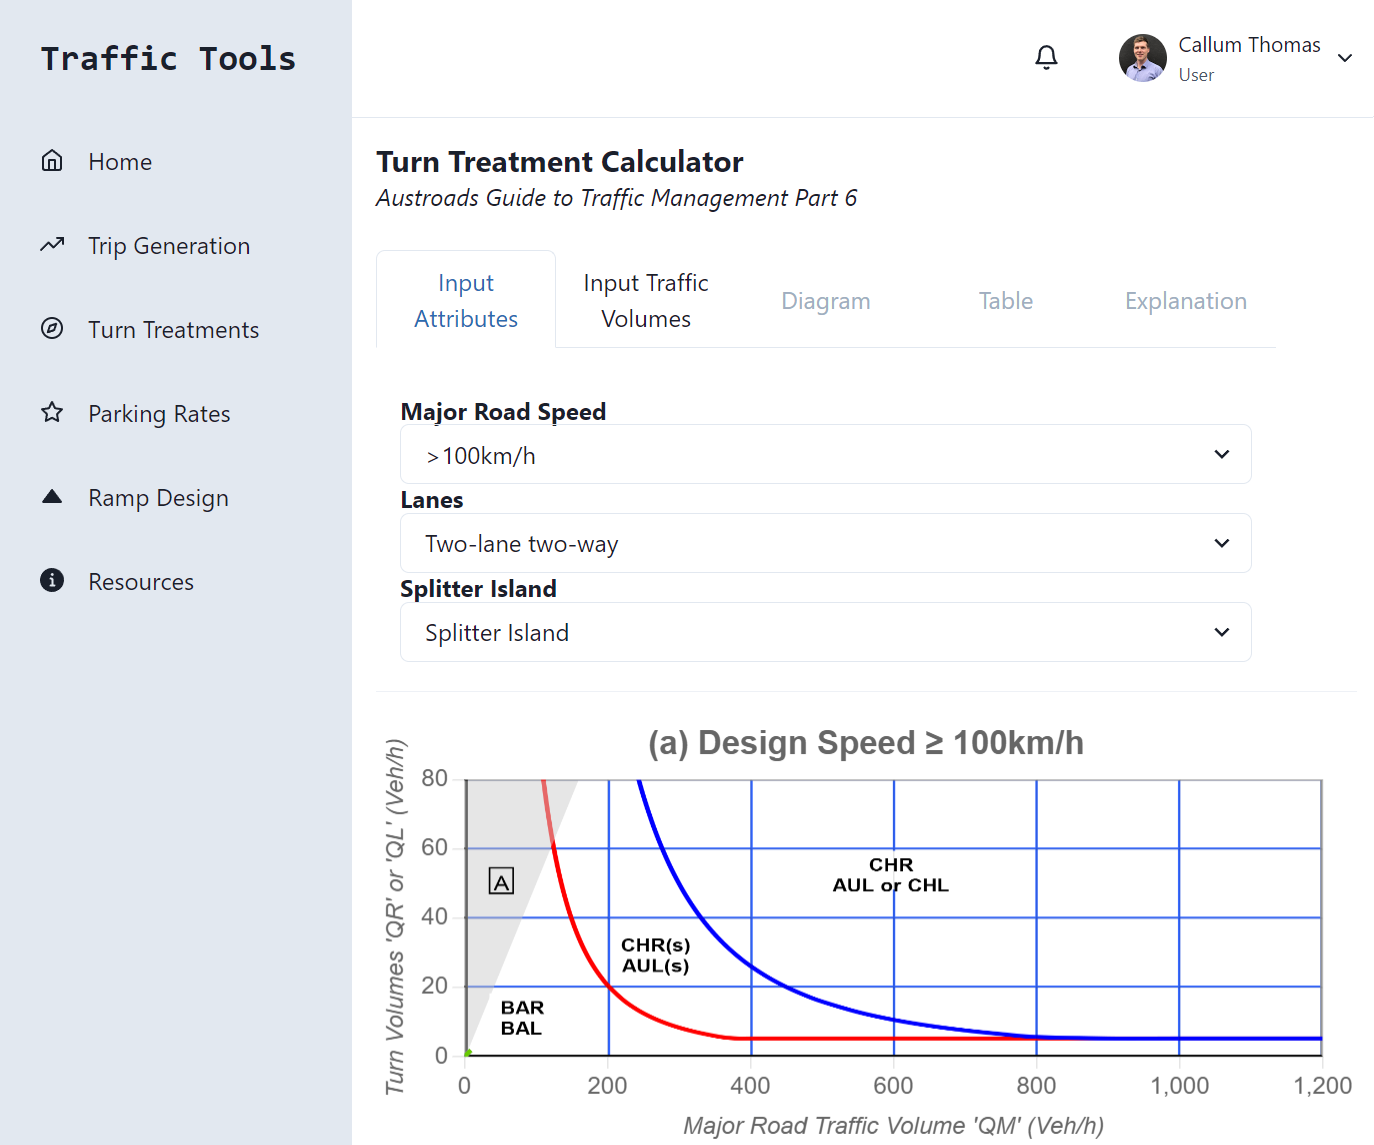 Traffic Tools
Callum Thomas
User
Home
Trip Generation
Turn Treatments
Parking Rates
Ramp Design
Resources
Turn Treatment Calculator
Austroads Guide to Traffic Management Part 6
Input
Attributes
Input Traffic
Volumes
Diagram
Table
Explanation
Major Road Speed
>100km/h
Lanes
Two-lane two-way
Splitter Island
Splitter Island
(a) Design Speed ≥ 100km/h
Turn Volumes 'QR' or 'QL' (Veh/h)
80
60
40
20
0
A
CHR
AUL or CHL
CHR(s)
AUL(s)
BAR
BAL
0 200 400 600 800 1,000 1,200
Major Road Traffic Volume 'QM' (Veh/h)